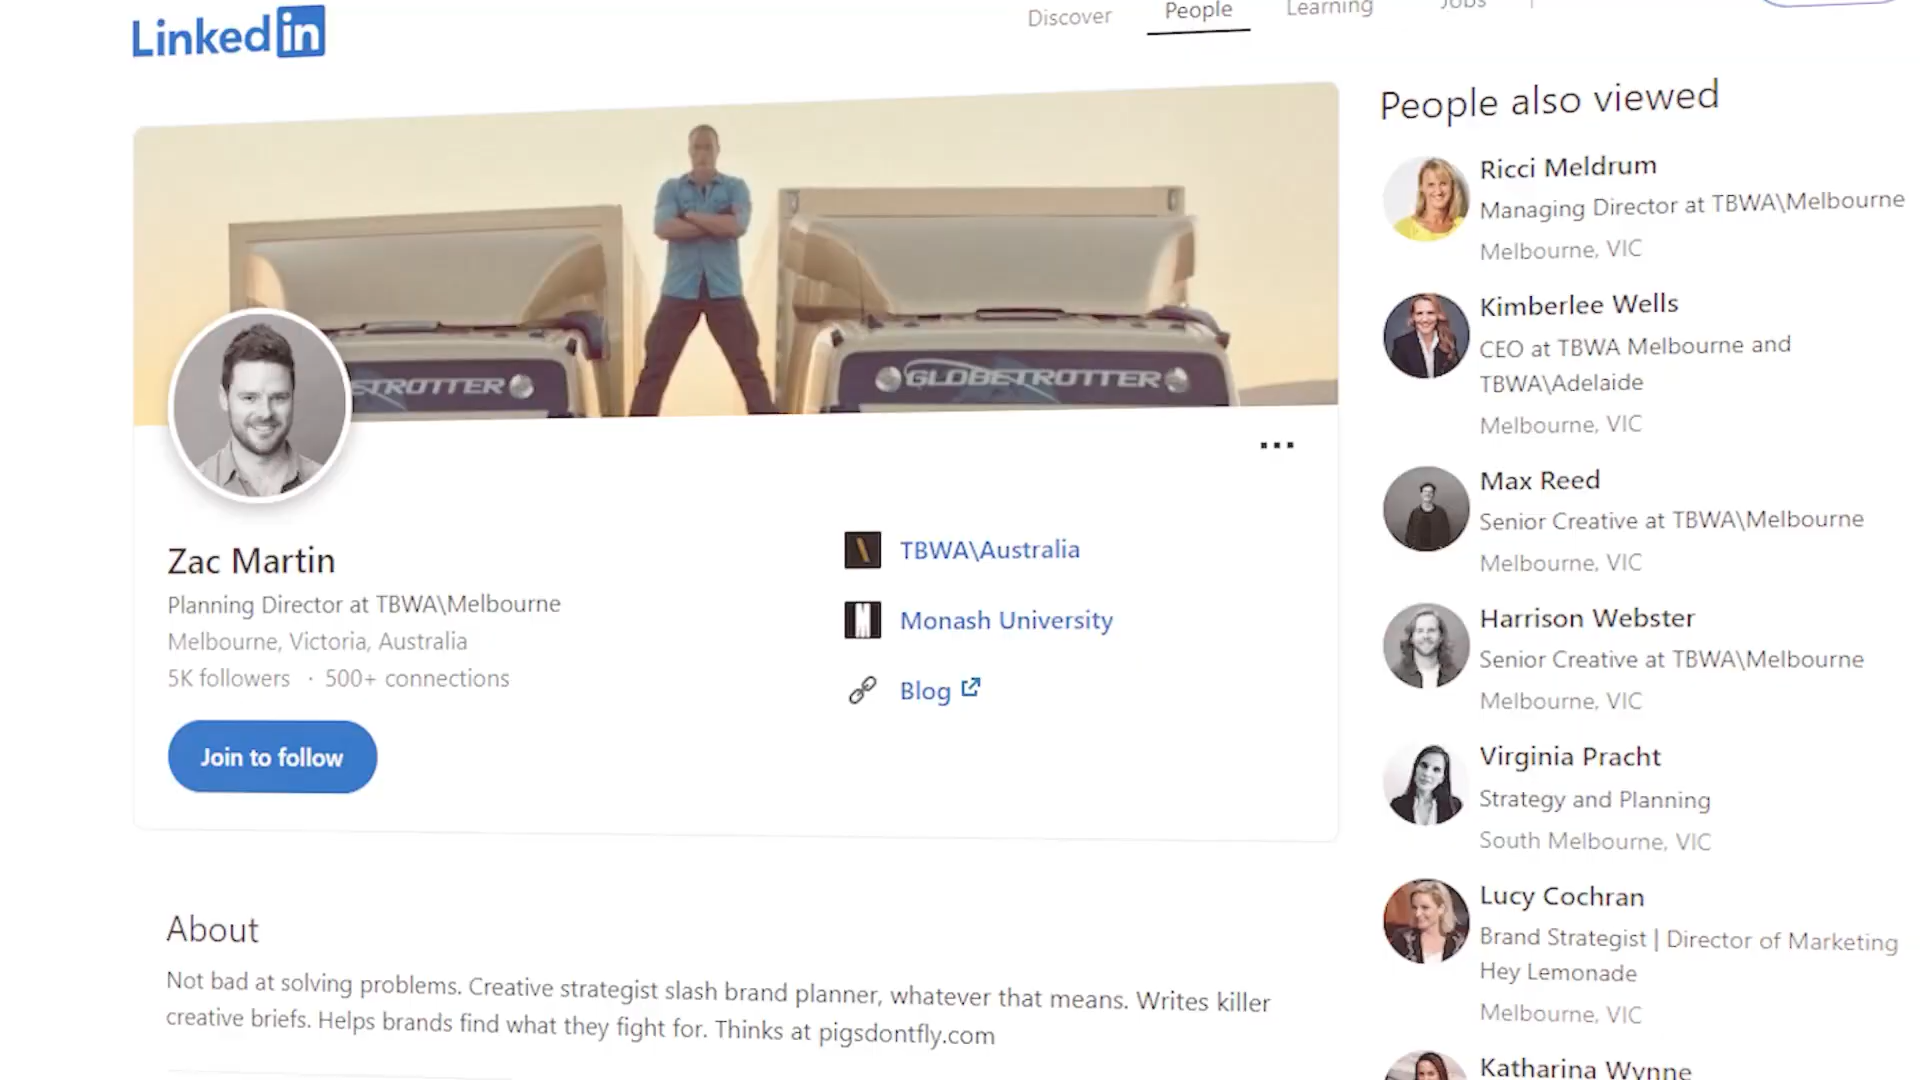 Linked in
Discover
People
Learning
Jobs
STROTTER
GLOBETROTTER
Zac Martin
Planning Director at TBWA\Melbourne
Melbourne, Victoria, Australia
5K followers · 500+ connections
Join to follow
TBWA\Australia
Monash University
Blog
About
Not bad at solving problems. Creative strategist slash brand planner, whatever that means. Writes killer
creative briefs. Helps brands find what they fight for. Thinks at pigsdontfly.com
People also viewed
Ricci Meldrum
Managing Director at TBWA\Melbourne
Melbourne, VIC
Kimberlee Wells
CEO at TBWA Melbourne and
TBWA\Adelaide
Melbourne, VIC
Max Reed
Senior Creative at TBWA\Melbourne
Melbourne, VIC
Harrison Webster
Senior Creative at TBWA\Melbourne
Melbourne, VIC
Virginia Pracht
Strategy and Planning
South Melbourne, VIC
Lucy Cochran
Brand Strategist | Director of Marketing
Hey Lemonade
Melbourne, VIC
Katharina Wynne